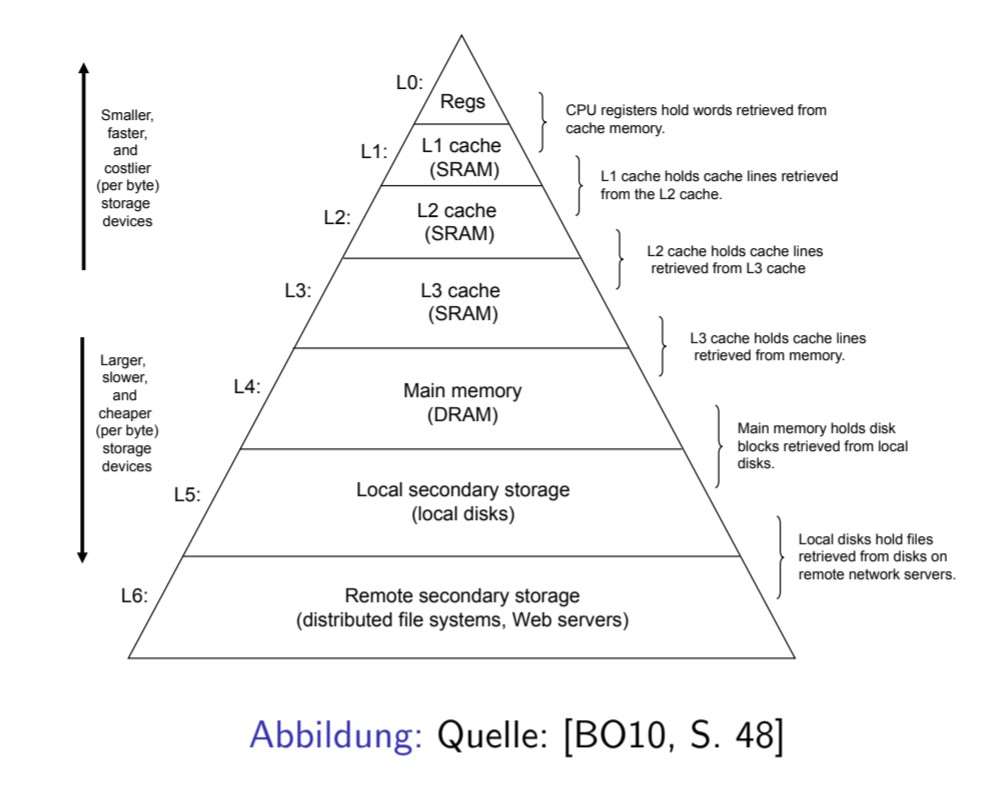 L0:
Regs
CPU registers hold words retrieved from
cache memory.
Smaller,
faster,
and
costlier
(per byte)
storage
devices
L1:
L1 cache
(SRAM)
L1 cache holds cache lines retrieved
from the L2 cache.
L2:
L2 cache
(SRAM)
L2 cache holds cache lines
retrieved from L3 cache
L3:
L3 cache
(SRAM)
L3 cache holds cache lines
retrieved from memory.
Larger,
slower,
and
cheaper
(per byte)
storage
devices
L4:
Main memory
(DRAM)
Main memory holds disk
blocks retrieved from local
disks.
L5:
Local secondary storage
(local disks)
Local disks hold files
retrieved from disks on
remote network servers.
L6:
Remote secondary storage
(distributed file systems, Web servers)
Abbildung: Quelle: [BO10, S. 48]